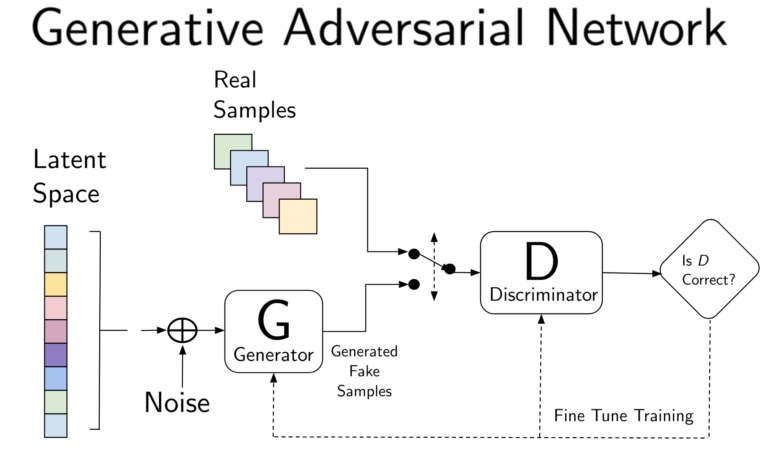 Generative Adversarial Network
Real
Samples
Latent
Space
Is D
Correct?
D
Discriminator
G
Generator
Generated
Fake
Samples
Noise
Fine Tune Training